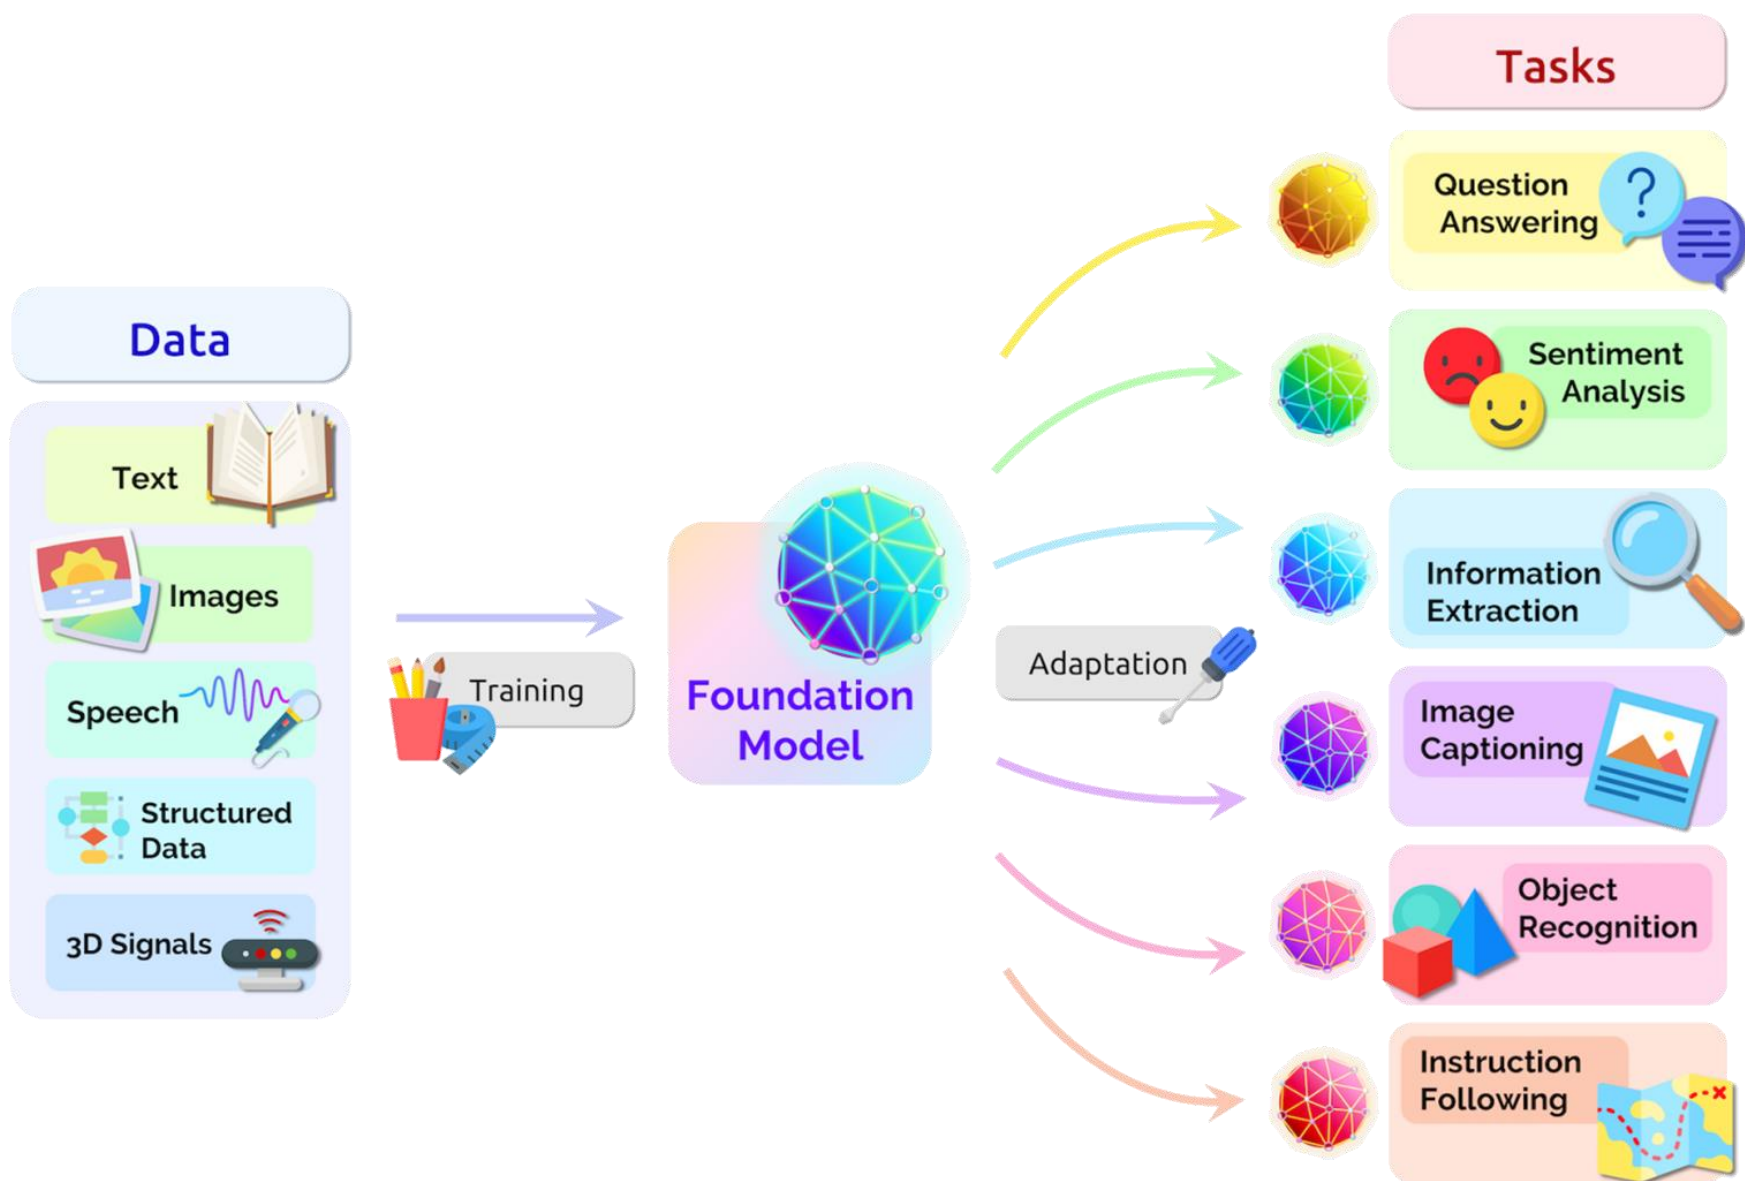 Data
Text
Images
Speech
Structured
Data
3D Signals
Training
Foundation
Model
Adaptation
Tasks
Question
Answering
?
Sentiment
Analysis
Information
Extraction
Image
Captioning
Object
Recognition
Instruction
Following